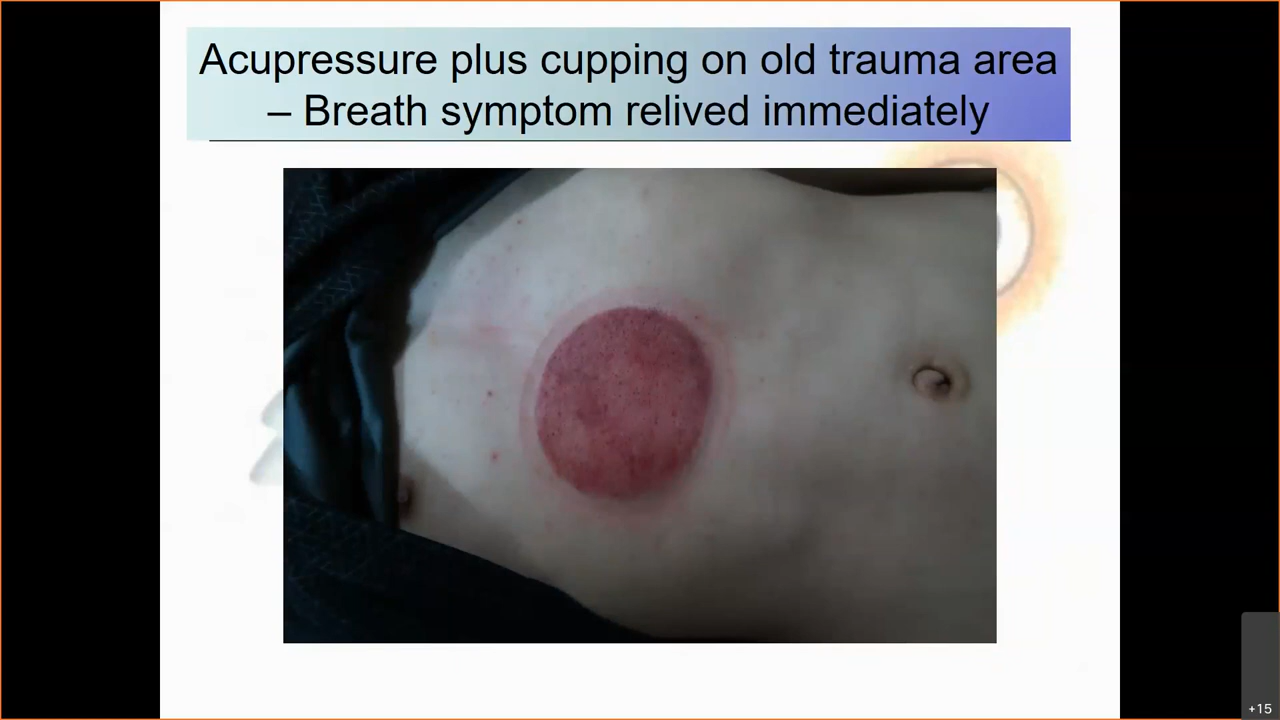 Acupressure plus cupping on old trauma area
– Breath symptom relived immediately
+15